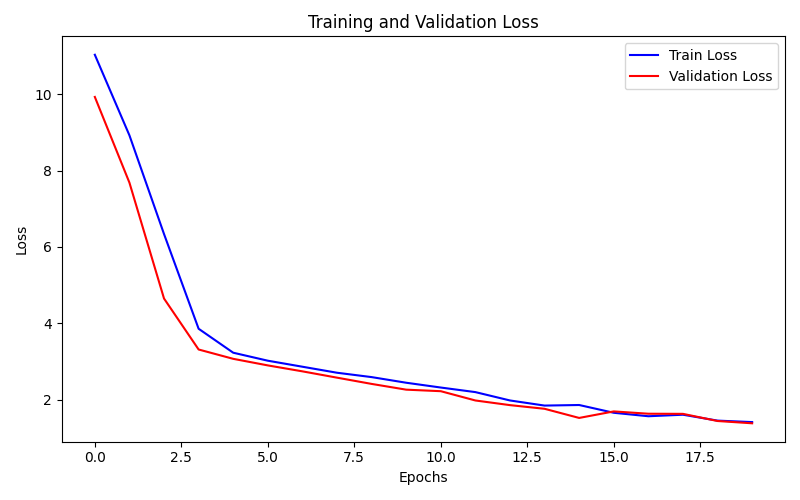 Training and Validation Loss
Train Loss
Validation Loss
10
8
6
4
2
Loss
0.0 2.5 5.0 7.5 10.0 12.5 15.0 17.5
Epochs